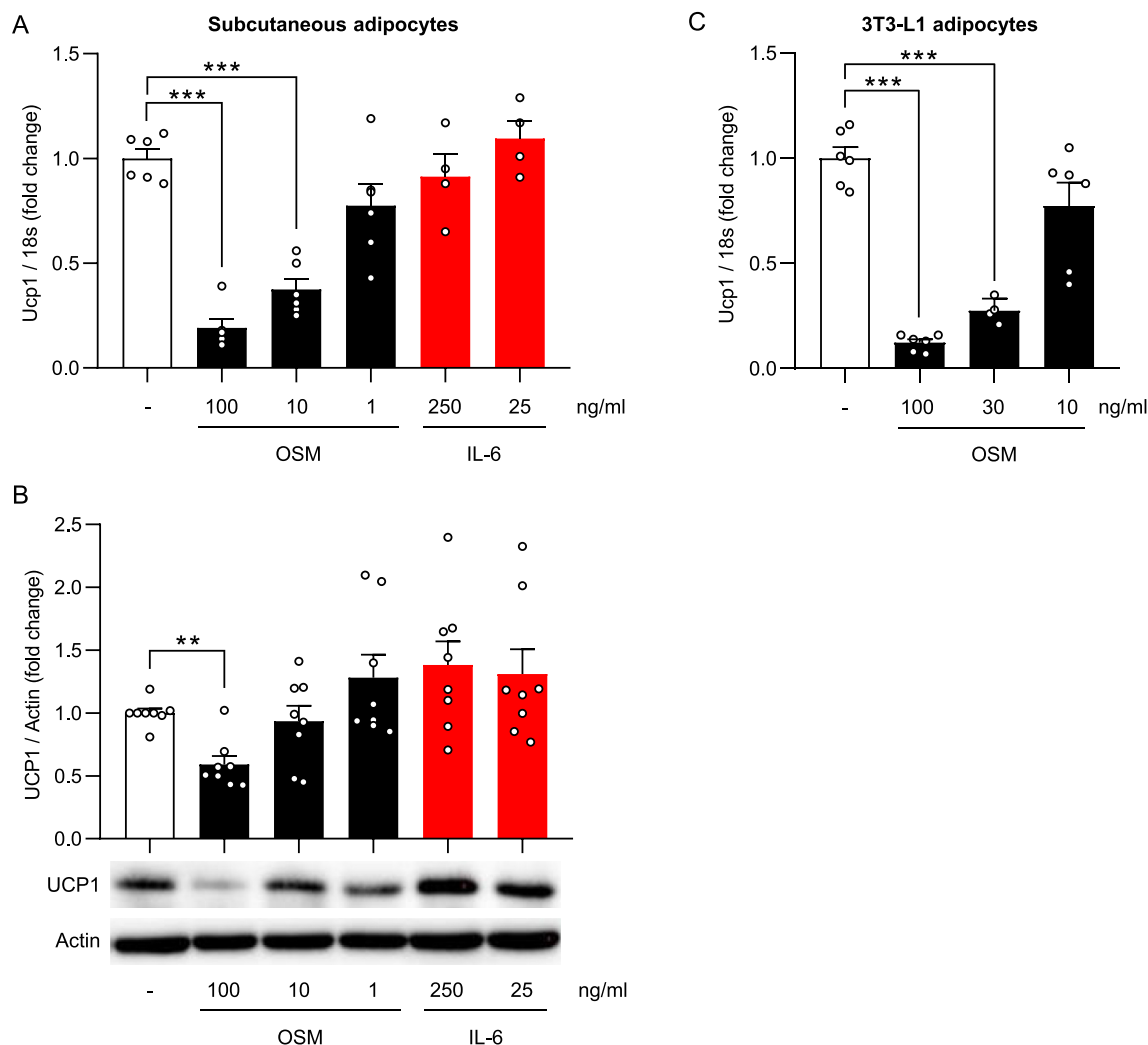 A
Subcutaneous adipocytes
Ucp1 / 18s (fold change)
1.5
1.0
0.5
0.0
***
***
- 100 10 1 250 25 ng/ml
OSM IL-6
C
3T3-L1 adipocytes
Ucp1 / 18s (fold change)
1.5
1.0
0.5
0.0
***
***
- 100 30 10 ng/ml
OSM
B
UCP1 / Actin (fold change)
2.5
2.0
1.5
1.0
0.5
0.0
**
UCP1
Actin
- 100 10 1 250 25 ng/ml
OSM IL-6